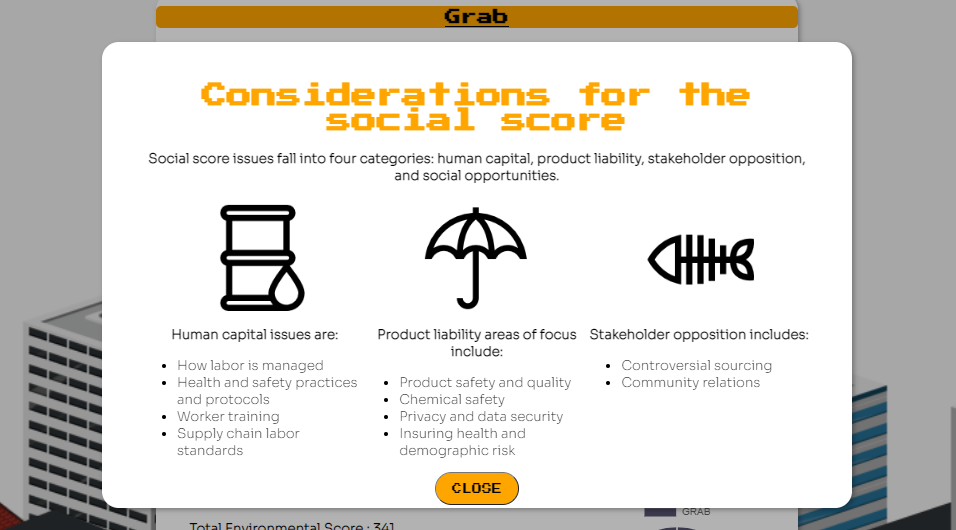 Grab
Considerations for the
social score
Social score issues fall into four categories: human capital, product liability, stakeholder opposition,
and social opportunities.
Human capital issues are:
How labor is managed
Health and safety practices
and protocols
Worker training
Supply chain labor
standards
Product liability areas of focus
include:
Product safety and quality
Chemical safety
Privacy and data security
Insuring health and
demographic risk
Stakeholder opposition includes:
Controversial sourcing
Community relations
CLOSE
GRAB
Total Environmental Score : 341